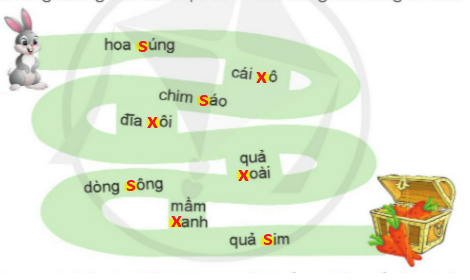 hoa Súng
cái Xô
chim Sáo
đĩa Xôi
quả
Xoài
dòng Sông
mầm
Xanh
quả Sim